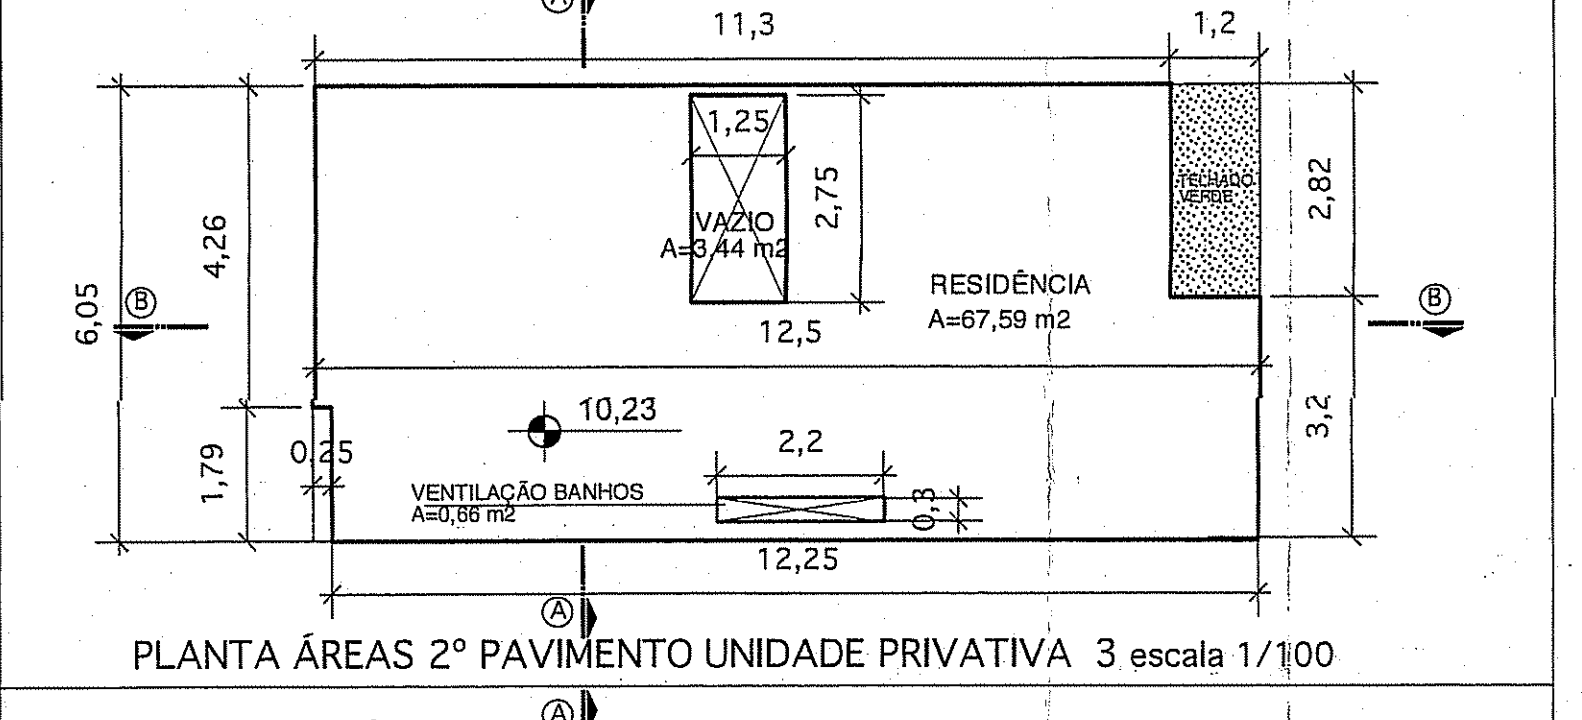 A
11,3
1,2
1,25
2,75
TELHADO
VERDE
2,82
4,26
VAZIO
A=3,44 m2
RESIDÊNCIA
A=67,59 m2
6,05
B
B
12,5
10,23
3,2
0,25
1,79
2,2
VENTILAÇÃO BANHOS
A=0,66 m2
0,3
12,25
A
PLANTA ÁREAS 2º PAVIMENTO UNIDADE PRIVATIVA 3 escala 1/100
A